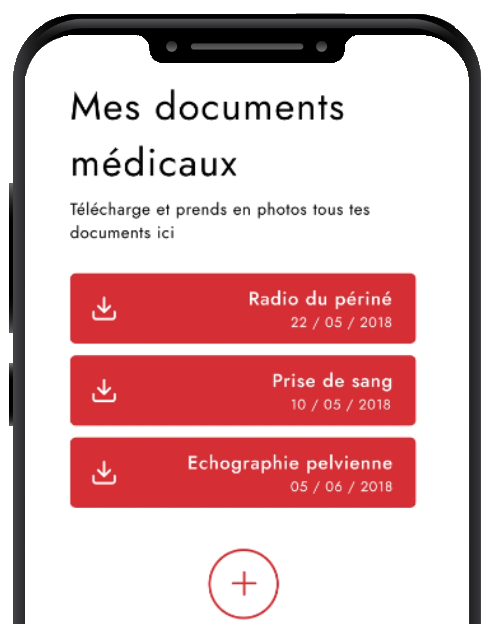 Mes documents
médicaux
Télécharge et prends en photos tous tes
documents ici
Radio du périné
22 / 05 / 2018
Prise de sang
10 / 05 / 2018
Echographie pelvienne
05 / 06 / 2018